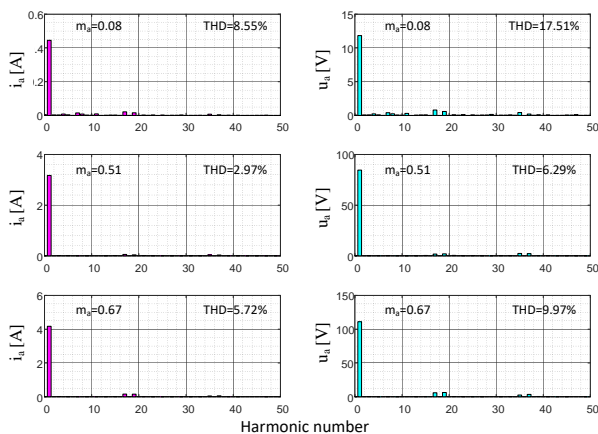 0.6
0.4
.2
0
0 10 20 30 40 50
i_a [A]
m_a=0.08
THD=8.55%
15
10
5
0
0 10 20 30 40 50
u_a [V]
m_a=0.08
THD=17.51%
4
2
0
0 10 20 30 40 50
i_a [A]
m_a=0.51
THD=2.97%
100
50
0
0 10 20 30 40 50
u_a [V]
m_a=0.51
THD=6.29%
6
4
2
0
0 10 20 30 40 50
i_a [A]
m_a=0.67
THD=5.72%
150
100
50
0
0 10 20 30 40 50
u_a [V]
m_a=0.67
THD=9.97%
Harmonic number